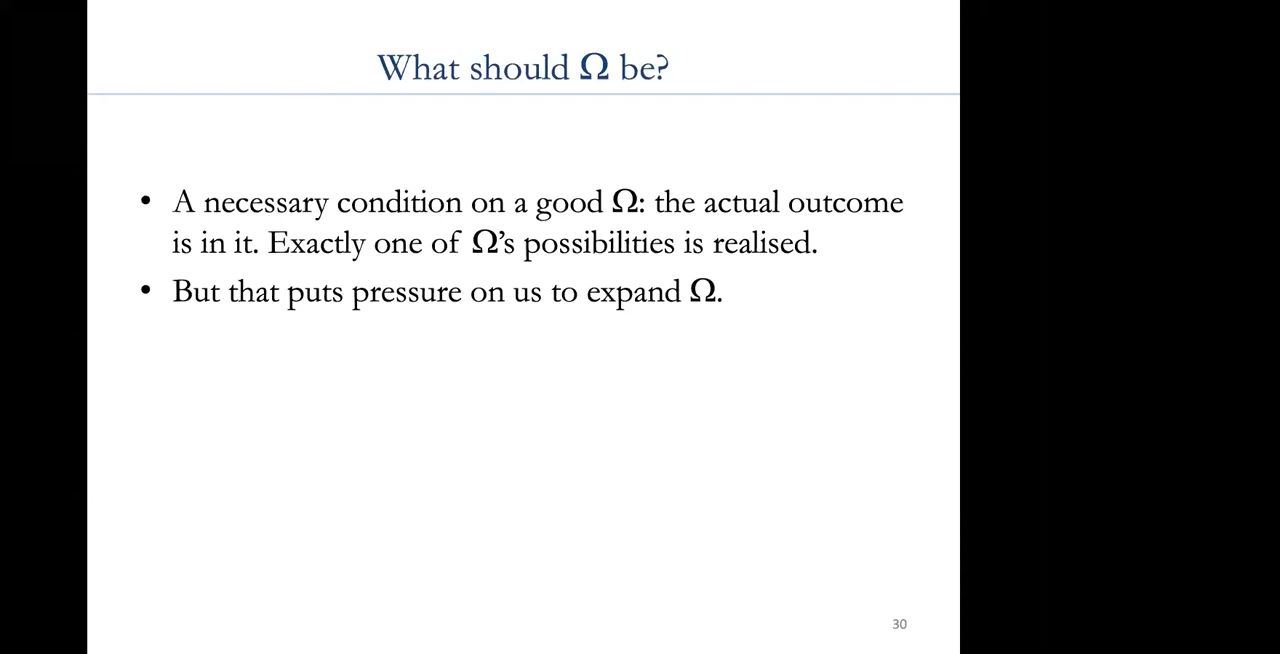 What should Ω be?
• A necessary condition on a good Ω: the actual outcome
is in it. Exactly one of Ω’s possibilities is realised.
• But that puts pressure on us to expand Ω.
30